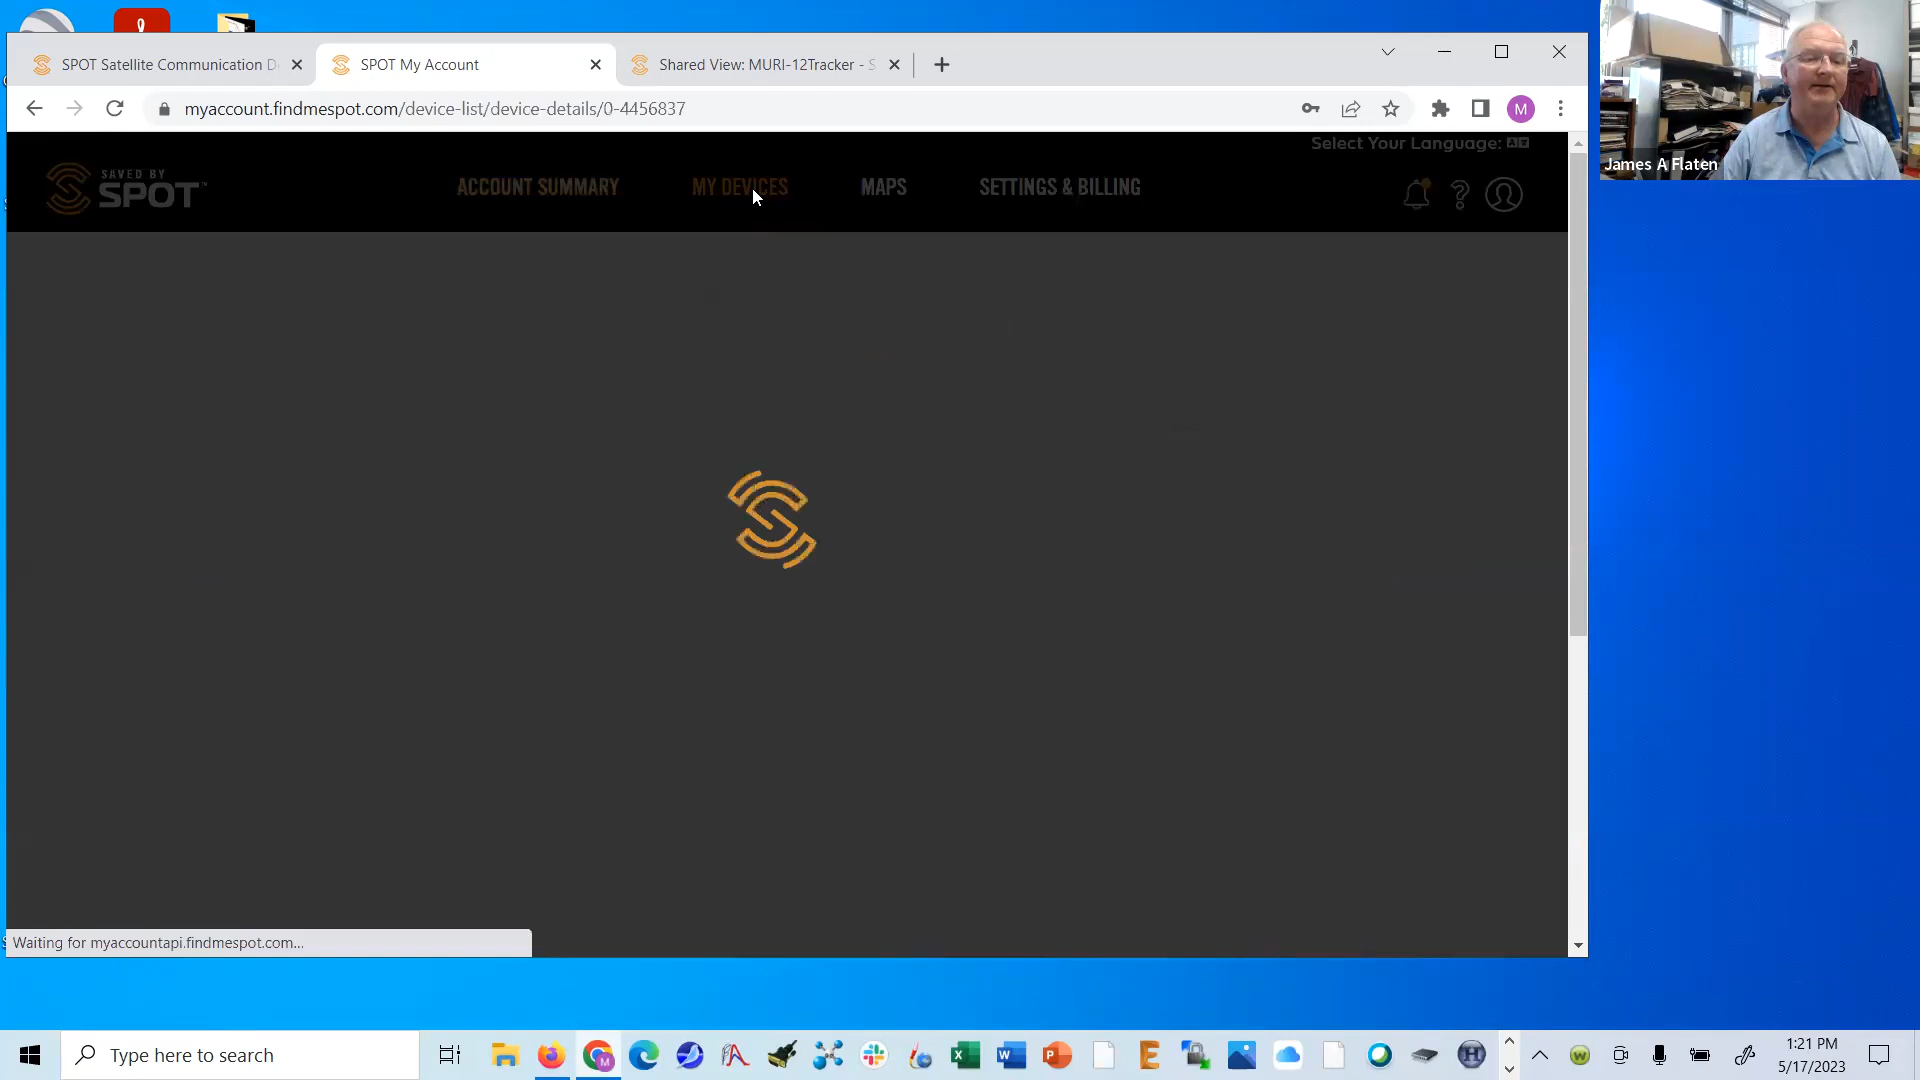 SPOT Satellite Communication D
SPOT My Account
Shared View: MURI-12Tracker - S
myaccount.findmespot.com/device-list/device-details/0-4456837
M
Select Your Language:
SAVED BY
SPOT
ACCOUNT SUMMARY
MY DEVICES
MAPS
SETTINGS & BILLING
James A Flaten
Waiting for myaccountapi.findmespot.com...
Type here to search
1:21 PM
5/17/2023